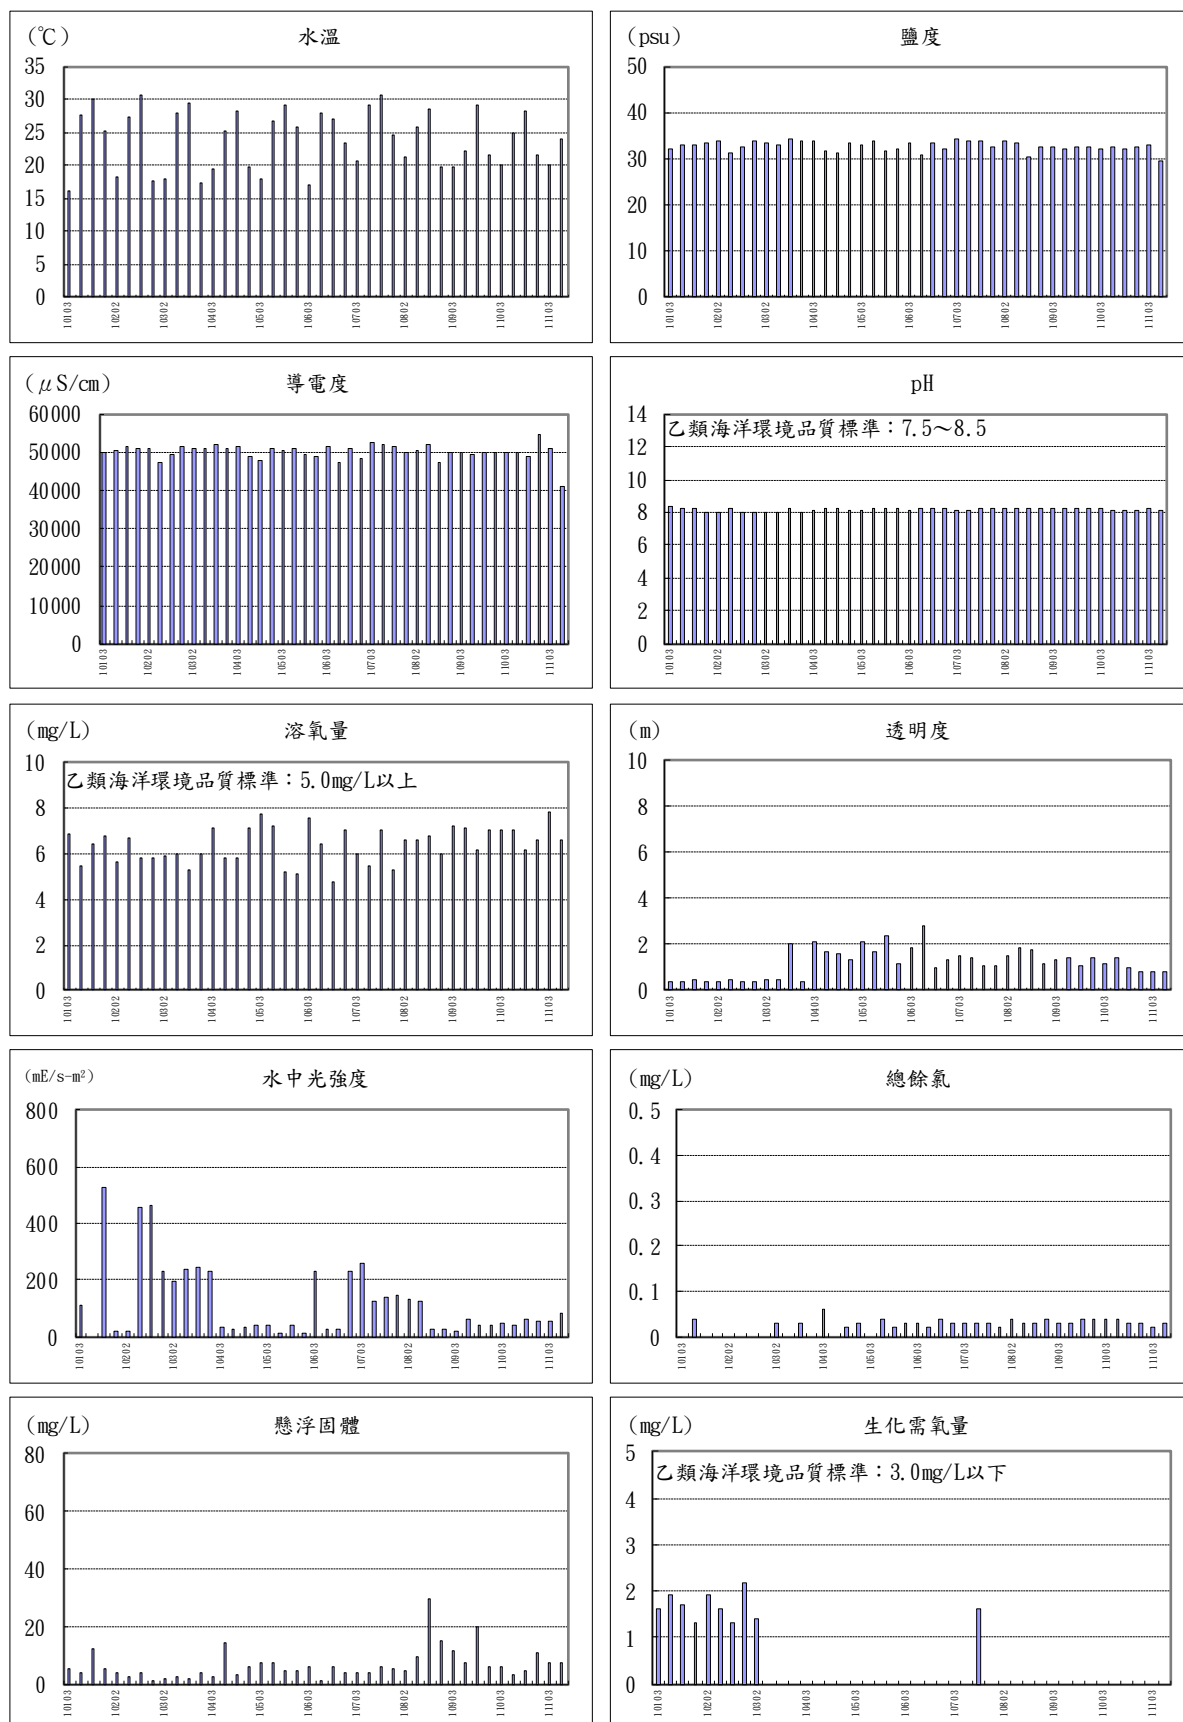 (℃) 水溫
35
30
25
20
15
10
5
0
10103 10202 10302 10403 10503 10603 10703 10802 10903 11003 11103
(psu) 鹽度
50
40
30
20
10
0
10103 10202 10302 10403 10503 10603 10703 10802 10903 11003 11103
(μS/cm) 導電度
60000
50000
40000
30000
20000
10000
0
10103 10202 10302 10403 10503 10603 10703 10802 10903 11003 11103
pH
14
乙類海洋環境品質標準：7.5~8.5
12
10
8
6
4
2
0
10103 10202 10302 10403 10503 10603 10703 10802 10903 11003 11103
(mg/L) 溶氧量
10
乙類海洋環境品質標準：5.0mg/L以上
8
6
4
2
0
10103 10202 10302 10403 10503 10603 10703 10802 10903 11003 11103
(m) 透明度
10
8
6
4
2
0
10103 10202 10302 10403 10503 10603 10703 10802 10903 11003 11103
(mE/s-m²) 水中光強度
800
600
400
200
0
10103 10202 10302 10403 10503 10603 10703 10802 10903 11003 11103
(mg/L) 總餘氯
0.5
0.4
0.3
0.2
0.1
0
10103 10202 10302 10403 10503 10603 10703 10802 10903 11003 11103
(mg/L) 懸浮固體
80
60
40
20
0
10103 10202 10302 10403 10503 10603 10703 10802 10903 11003 11103
(mg/L) 生化需氧量
5
乙類海洋環境品質標準：3.0mg/L以下
4
3
2
1
0
10103 10202 10302 10403 10503 10603 10703 10802 10903 11003 11103